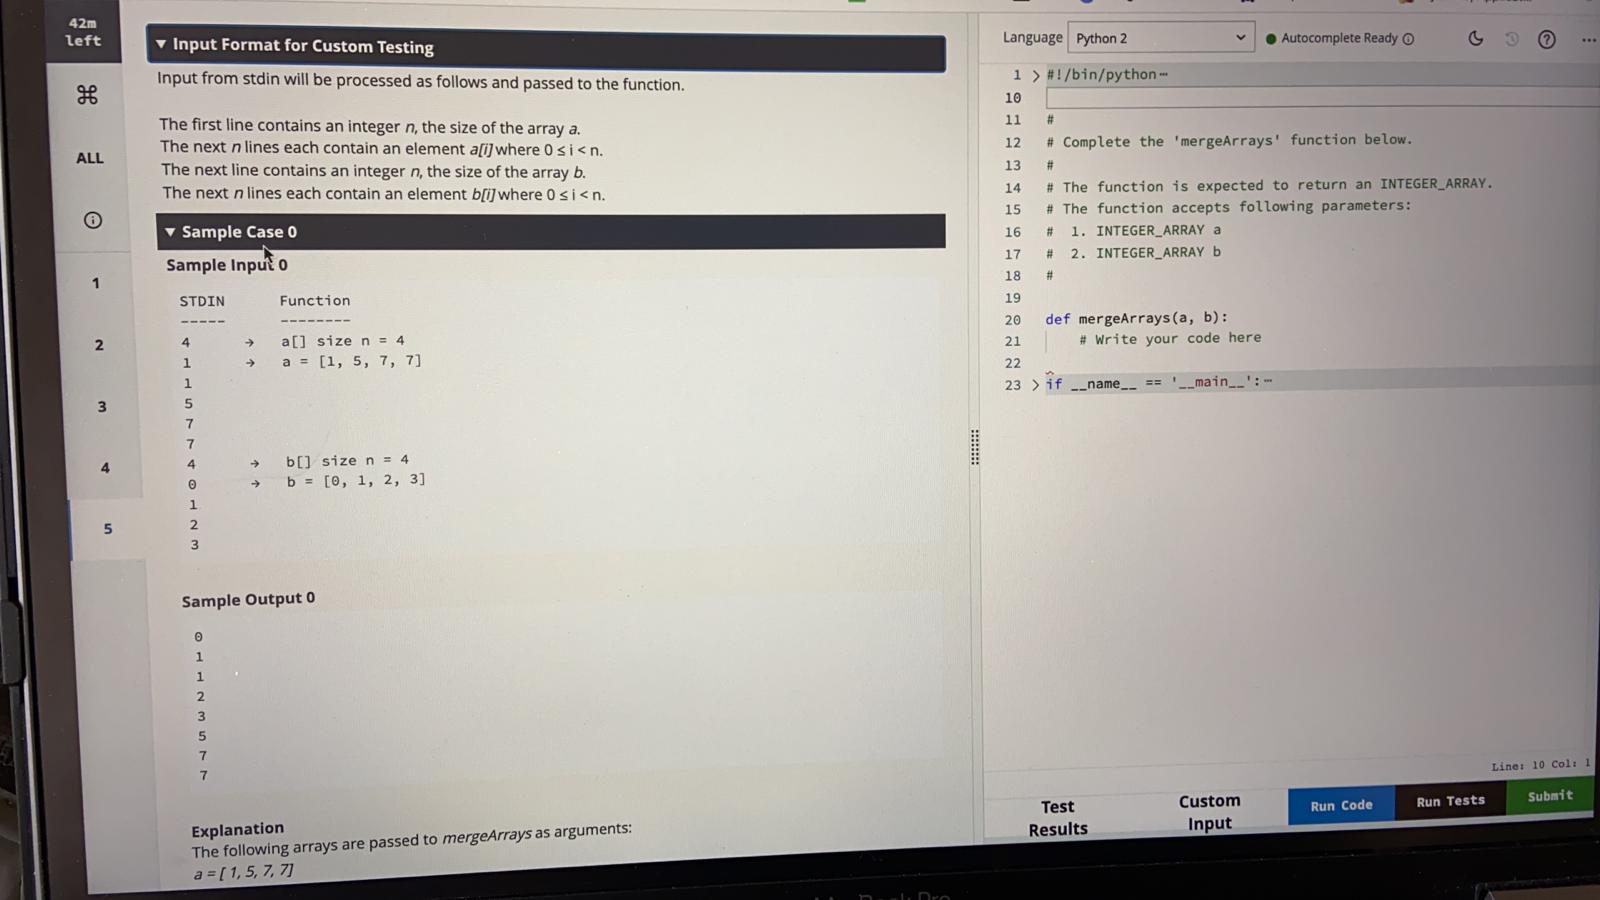 42m
left
ALL
1
2
3
4
5
▼ Input Format for Custom Testing
Input from stdin will be processed as follows and passed to the function.
The first line contains an integer n, the size of the array a.
The next n lines each contain an element a[i] where 0 ≤ i < n.
The next line contains an integer n, the size of the array b.
The next n lines each contain an element b[i] where 0 ≤ i < n.
▼ Sample Case 0
Sample Input 0
STDIN Function
----- --------
4 → a[] size n = 4
1 → a = [1, 5, 7, 7]
1
5
7
7
4 → b[] size n = 4
0 → b = [0, 1, 2, 3]
1
2
3
Sample Output 0
0
1
1
2
3
5
7
7
Explanation
The following arrays are passed to mergeArrays as arguments:
a = [ 1, 5, 7, 7]
Language Python 2 Autocomplete Ready
1 > #!/bin/python
10
11 #
12 # Complete the 'mergeArrays' function below.
13 #
14 # The function is expected to return an INTEGER_ARRAY.
15 # The function accepts following parameters:
16 # 1. INTEGER_ARRAY a
17 # 2. INTEGER_ARRAY b
18 #
19
20 def mergeArrays(a, b):
21 # Write your code here
22
23 > if __name__ == '__main__':
Line: 10 Col: 1
Test
Results
Custom
Input
Run Code
Run Tests
Submit